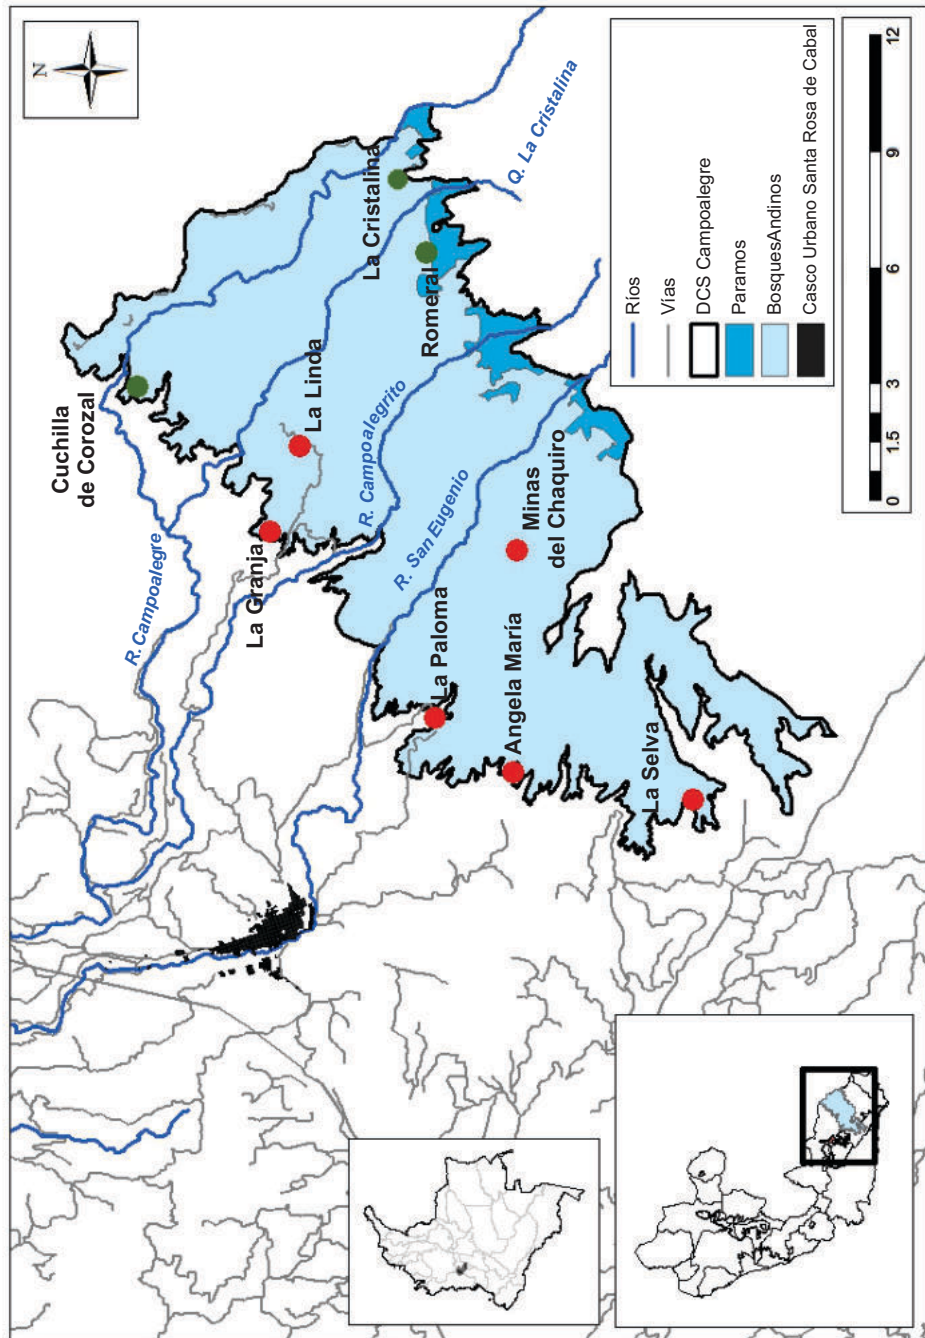 N
Cuchilla
de Corozal
R. Campoalegre
La Granja
La Linda
La Cristalina
Romeral
Q. La Cristalina
R. Campoalegrito
R. San Eugenio
La Paloma
Minas
del Chaquiro
Angela María
La Selva
Ríos
Vías
DCS Campoalegre
Paramos
BosquesAndinos
Casco Urbano Santa Rosa de Cabal
0 1.5 3 6 9 12